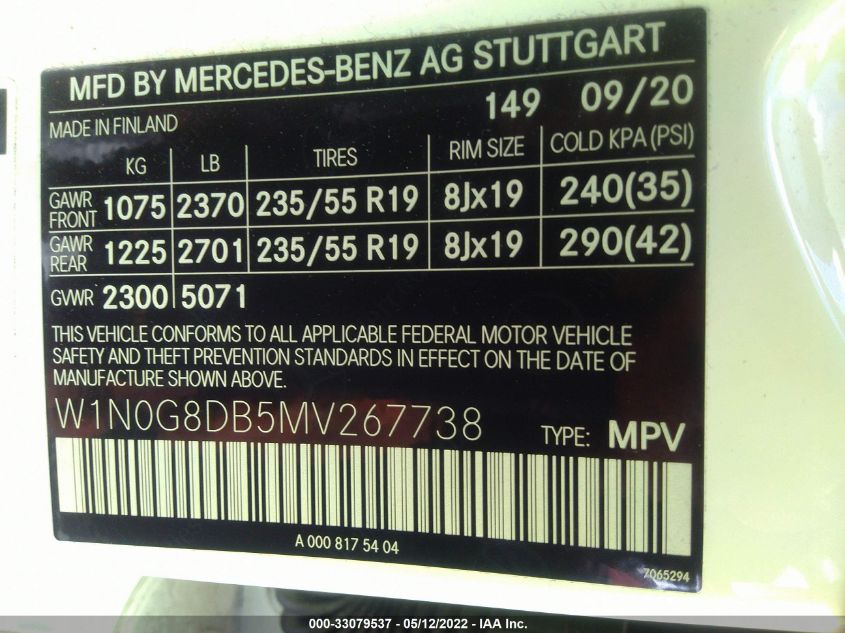 MFD BY MERCEDES-BENZ AG STUTTGART
149 09/20
MADE IN FINLAND
KG LB TIRES RIM SIZE COLD KPA (PSI)
GAWR FRONT 1075 2370 235/55 R19 8Jx19 240(35)
GAWR REAR 1225 2701 235/55 R19 8Jx19 290(42)
GVWR 2300 5071
THIS VEHICLE CONFORMS TO ALL APPLICABLE FEDERAL MOTOR VEHICLE
SAFETY AND THEFT PREVENTION STANDARDS IN EFFECT ON THE DATE OF
MANUFACTURE SHOWN ABOVE.
W1N0G8DB5MV267738 TYPE: MPV
A 000 817 54 04
7065294
000-33079537 - 05/12/2022 - IAA Inc.